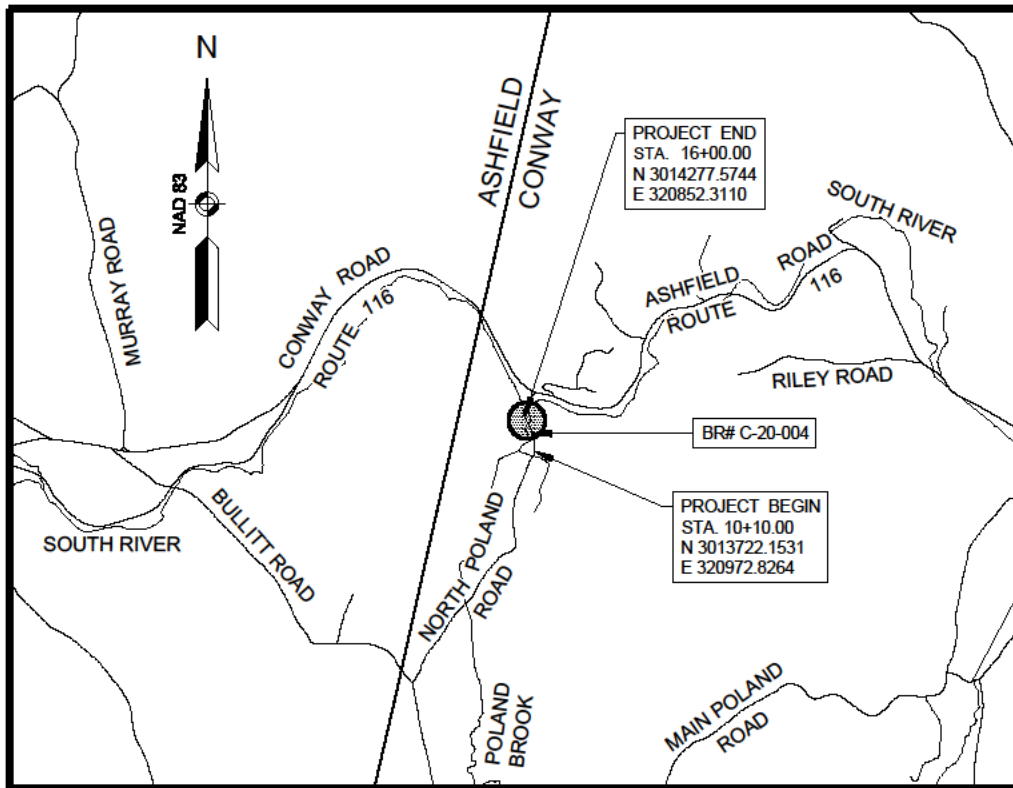 N
NAD 83
ASHFIELD
CONWAY
PROJECT END
STA. 16+00.00
N 3014277.5744
E 320852.3110
SOUTH RIVER
MURRAY ROAD
CONWAY ROAD
ROUTE 116
ASHFIELD ROAD
ROUTE 116
RILEY ROAD
BR# C-20-004
PROJECT BEGIN
STA. 10+10.00
N 3013722.1531
E 320972.8264
SOUTH RIVER
BULLITT ROAD
NORTH POLAND
ROAD
POLAND
BROOK
MAIN POLAND
ROAD